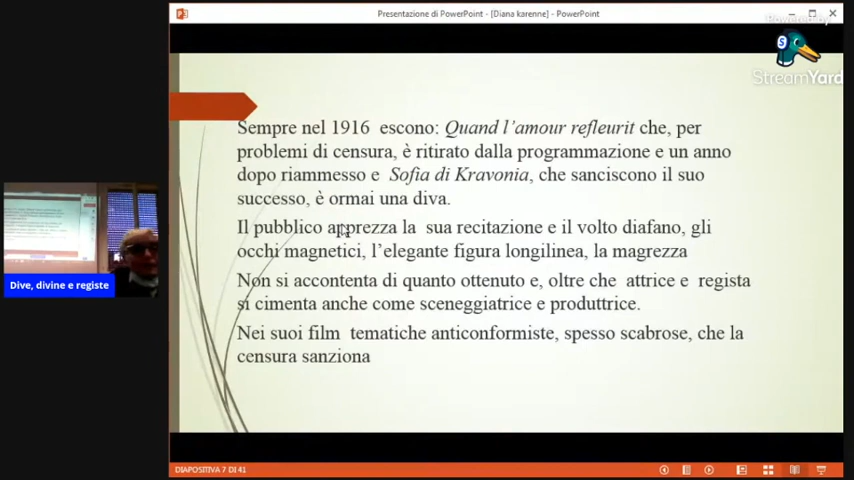 Presentazione di PowerPoint - [Diana karenne] - PowerPoint
Powered by
StreamYard
Sempre nel 1916 escono: Quand l’amour refleurit che, per
problemi di censura, è ritirato dalla programmazione e un anno
dopo riammesso e Sofia di Kravonia, che sanciscono il suo
successo, è ormai una diva.
Il pubblico apprezza la sua recitazione e il volto diafano, gli
occhi magnetici, l’elegante figura longilinea, la magrezza
Non si accontenta di quanto ottenuto e, oltre che attrice e regista
si cimenta anche come sceneggiatrice e produttrice.
Nei suoi film tematiche anticonformiste, spesso scabrose, che la
censura sanziona
Dive, divine e registe
DIAPOSITIVA 7 DI 41